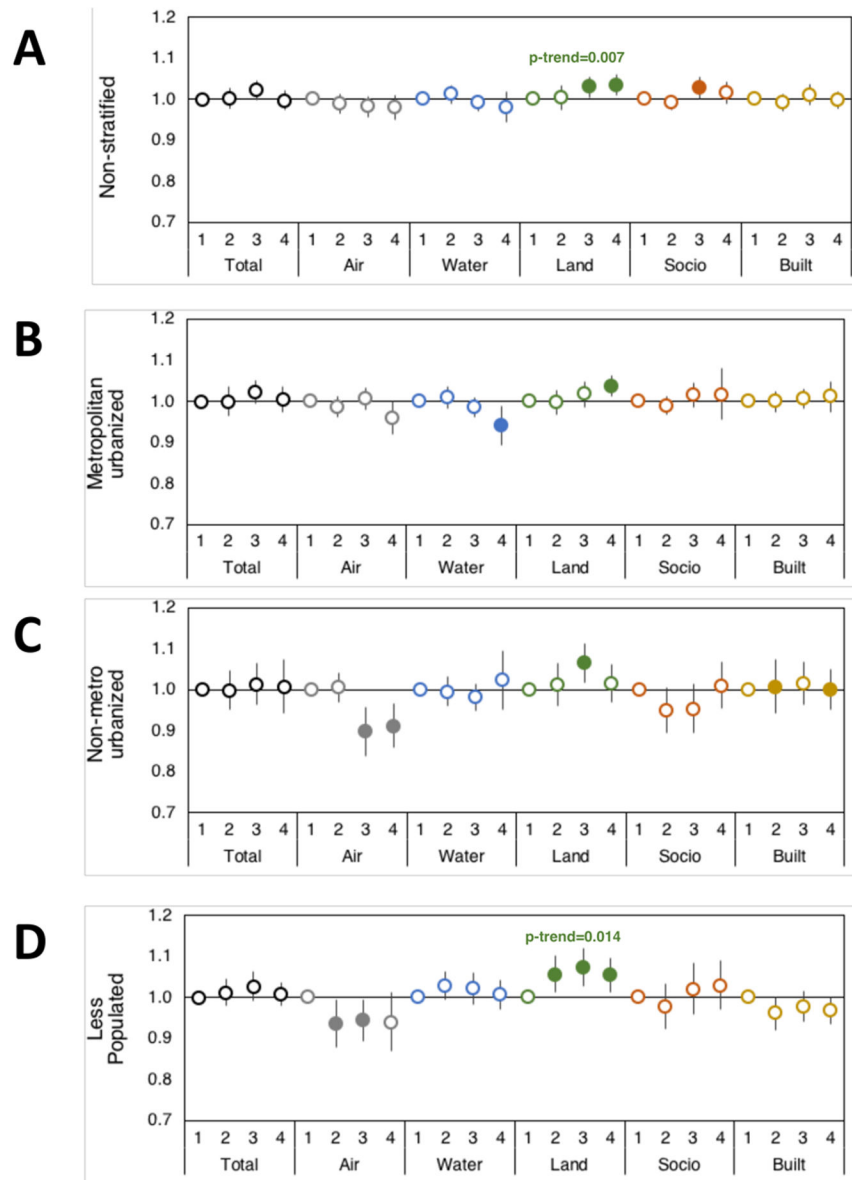 A
Non-stratified
1.2
1.1
1.0
0.9
0.8
0.7
p-trend=0.007
1 2 3 4 1 2 3 4 1 2 3 4 1 2 3 4 1 2 3 4 1 2 3 4
Total Air Water Land Socio Built
B
Metropolitan
urbanized
1.2
1.1
1.0
0.9
0.8
0.7
1 2 3 4 1 2 3 4 1 2 3 4 1 2 3 4 1 2 3 4 1 2 3 4
Total Air Water Land Socio Built
C
Non-metro
urbanized
1.2
1.1
1.0
0.9
0.8
0.7
1 2 3 4 1 2 3 4 1 2 3 4 1 2 3 4 1 2 3 4 1 2 3 4
Total Air Water Land Socio Built
D
Less
Populated
1.2
1.1
1.0
0.9
0.8
0.7
p-trend=0.014
1 2 3 4 1 2 3 4 1 2 3 4 1 2 3 4 1 2 3 4 1 2 3 4
Total Air Water Land Socio Built